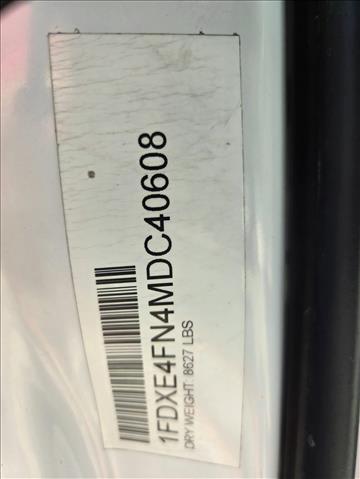 1FDXE4FN4MDC40608
DRY WEIGHT: 8627 LBS